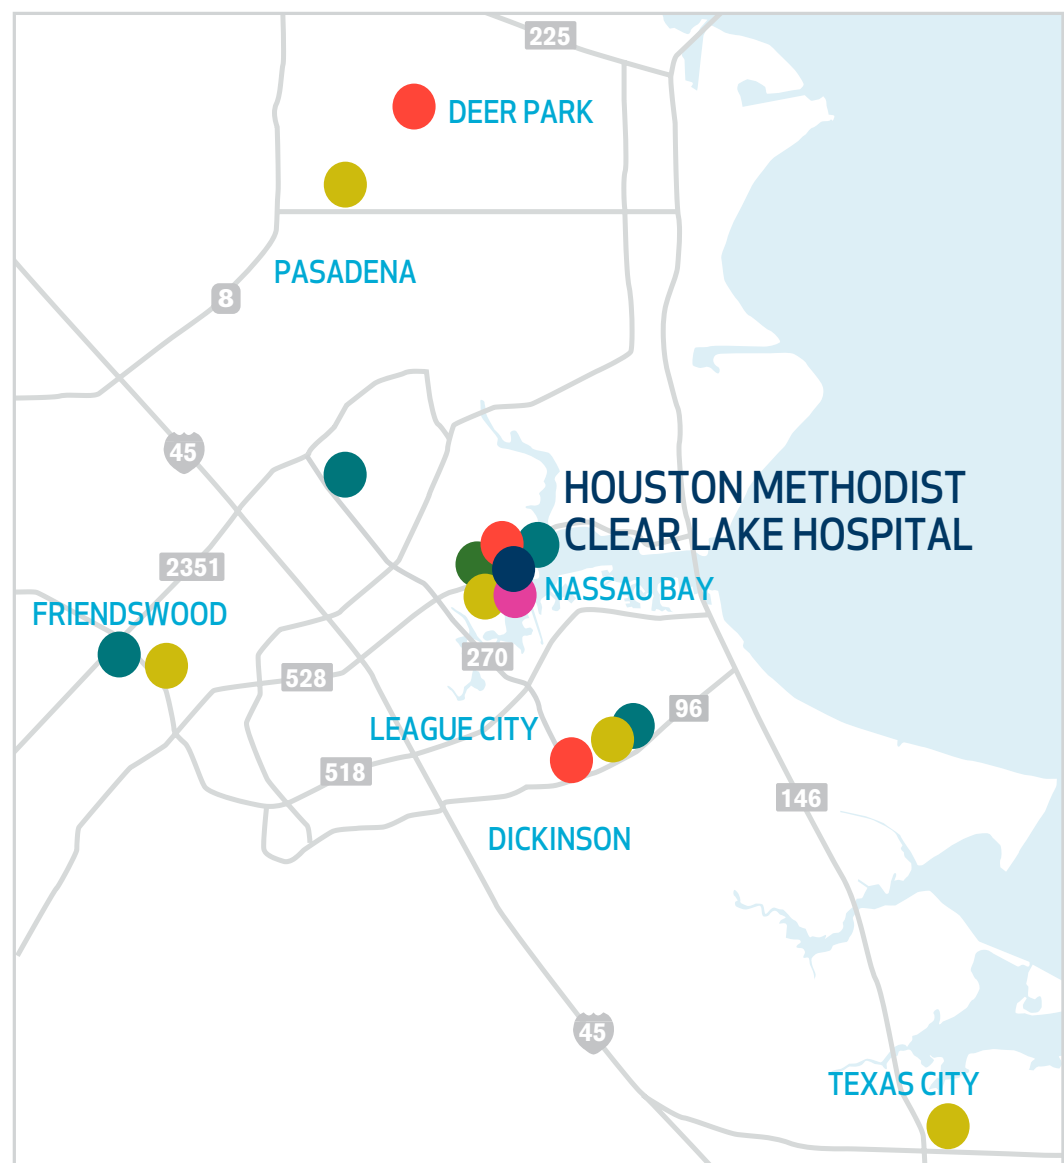 225
DEER PARK
PASADENA
8
45
HOUSTON METHODIST
CLEAR LAKE HOSPITAL
2351
NASSAU BAY
FRIENDSWOOD
270
528
96
LEAGUE CITY
518
146
DICKINSON
45
TEXAS CITY